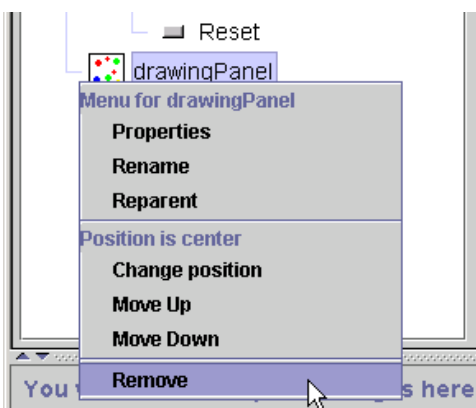 Reset
drawingPanel
Menu for drawingPanel
Properties
Rename
Reparent
Position is center
Change position
Move Up
Move Down
Remove
You s here